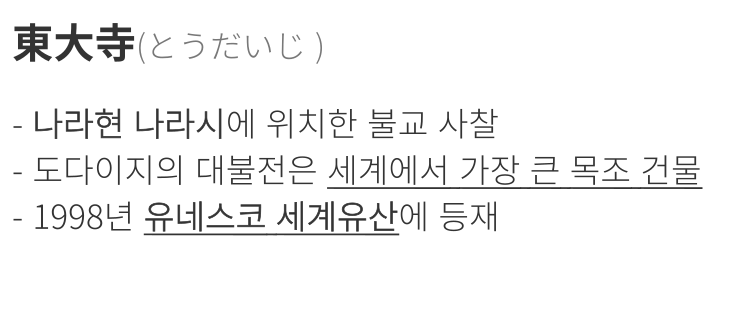 東大寺(とうだいじ )
- 나라현 나라시에 위치한 불교 사찰
- 도다이지의 대불전은 세계에서 가장 큰 목조 건물
- 1998년 유네스코 세계유산에 등재